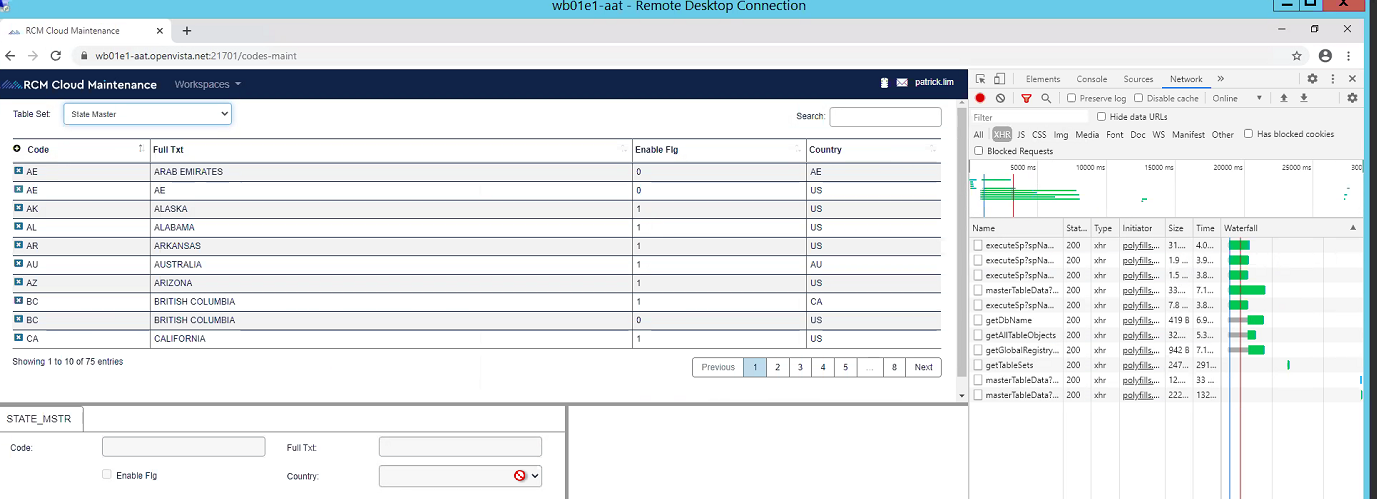 wb01e1-aat - Remote Desktop Connection
RCM Cloud Maintenance
wb01e1-aat.openvista.net:21701/codes-maint
RCM Cloud Maintenance Workspaces patrick.lim
Table Set: State Master Search:
Code Full Txt Enable Flg Country
AE ARAB EMIRATES 0 AE
AE AE 0 US
AK ALASKA 1 US
AL ALABAMA 1 US
AR ARKANSAS 1 US
AU AUSTRALIA 1 AU
AZ ARIZONA 1 US
BC BRITISH COLUMBIA 1 CA
BC BRITISH COLUMBIA 0 US
CA CALIFORNIA 1 US
Showing 1 to 10 of 75 entries
Previous 1 2 3 4 5 ... 8 Next
STATE_MSTR
Code: Full Txt:
Enable Flg Country:
Elements Console Sources Network
Preserve log Disable cache Online
Filter Hide data URLs
All XHR JS CSS Img Media Font Doc WS Manifest Other Has blocked cookies
Blocked Requests
5000 ms 10000 ms 15000 ms 20000 ms 25000 ms 300
Name Stat... Type Initiator Size Time Waterfall
executeSp?spNa... 200 xhr polyfills.... 31.... 4.0...
executeSp?spNa... 200 xhr polyfills.... 1.9 ... 3.9...
executeSp?spNa... 200 xhr polyfills.... 1.5 ... 3.8...
masterTableData?... 200 xhr polyfills.... 33.... 7.1...
executeSp?spNa... 200 xhr polyfills.... 7.8 ... 3.8...
getDbName 200 xhr polyfills.... 419 B 6.9...
getAllTableObjects 200 xhr polyfills.... 32.... 5.3...
getGlobalRegistry... 200 xhr polyfills.... 942 B 7.1...
getTableSets 200 xhr polyfills.... 247... 291...
masterTableData?... 200 xhr polyfills.... 12.... 33 ...
masterTableData?... 200 xhr polyfills.... 222... 132...